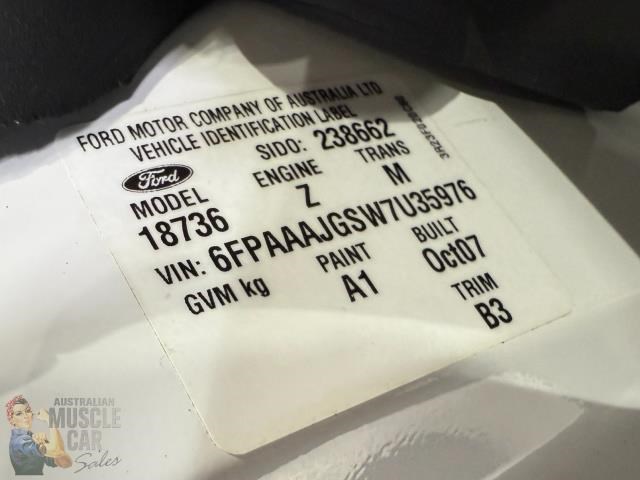 FORD MOTOR COMPANY OF AUSTRALIA LTD
VEHICLE IDENTIFICATION LABEL
Ford
SIDO: 238662
MODEL ENGINE TRANS
18736 Z M
VIN: 6FPAAAJGSW7U35976
GVM kg PAINT BUILT
A1 Oct07
TRIM
B3
AUSTRALIAN
MUSCLE
CAR
Sales